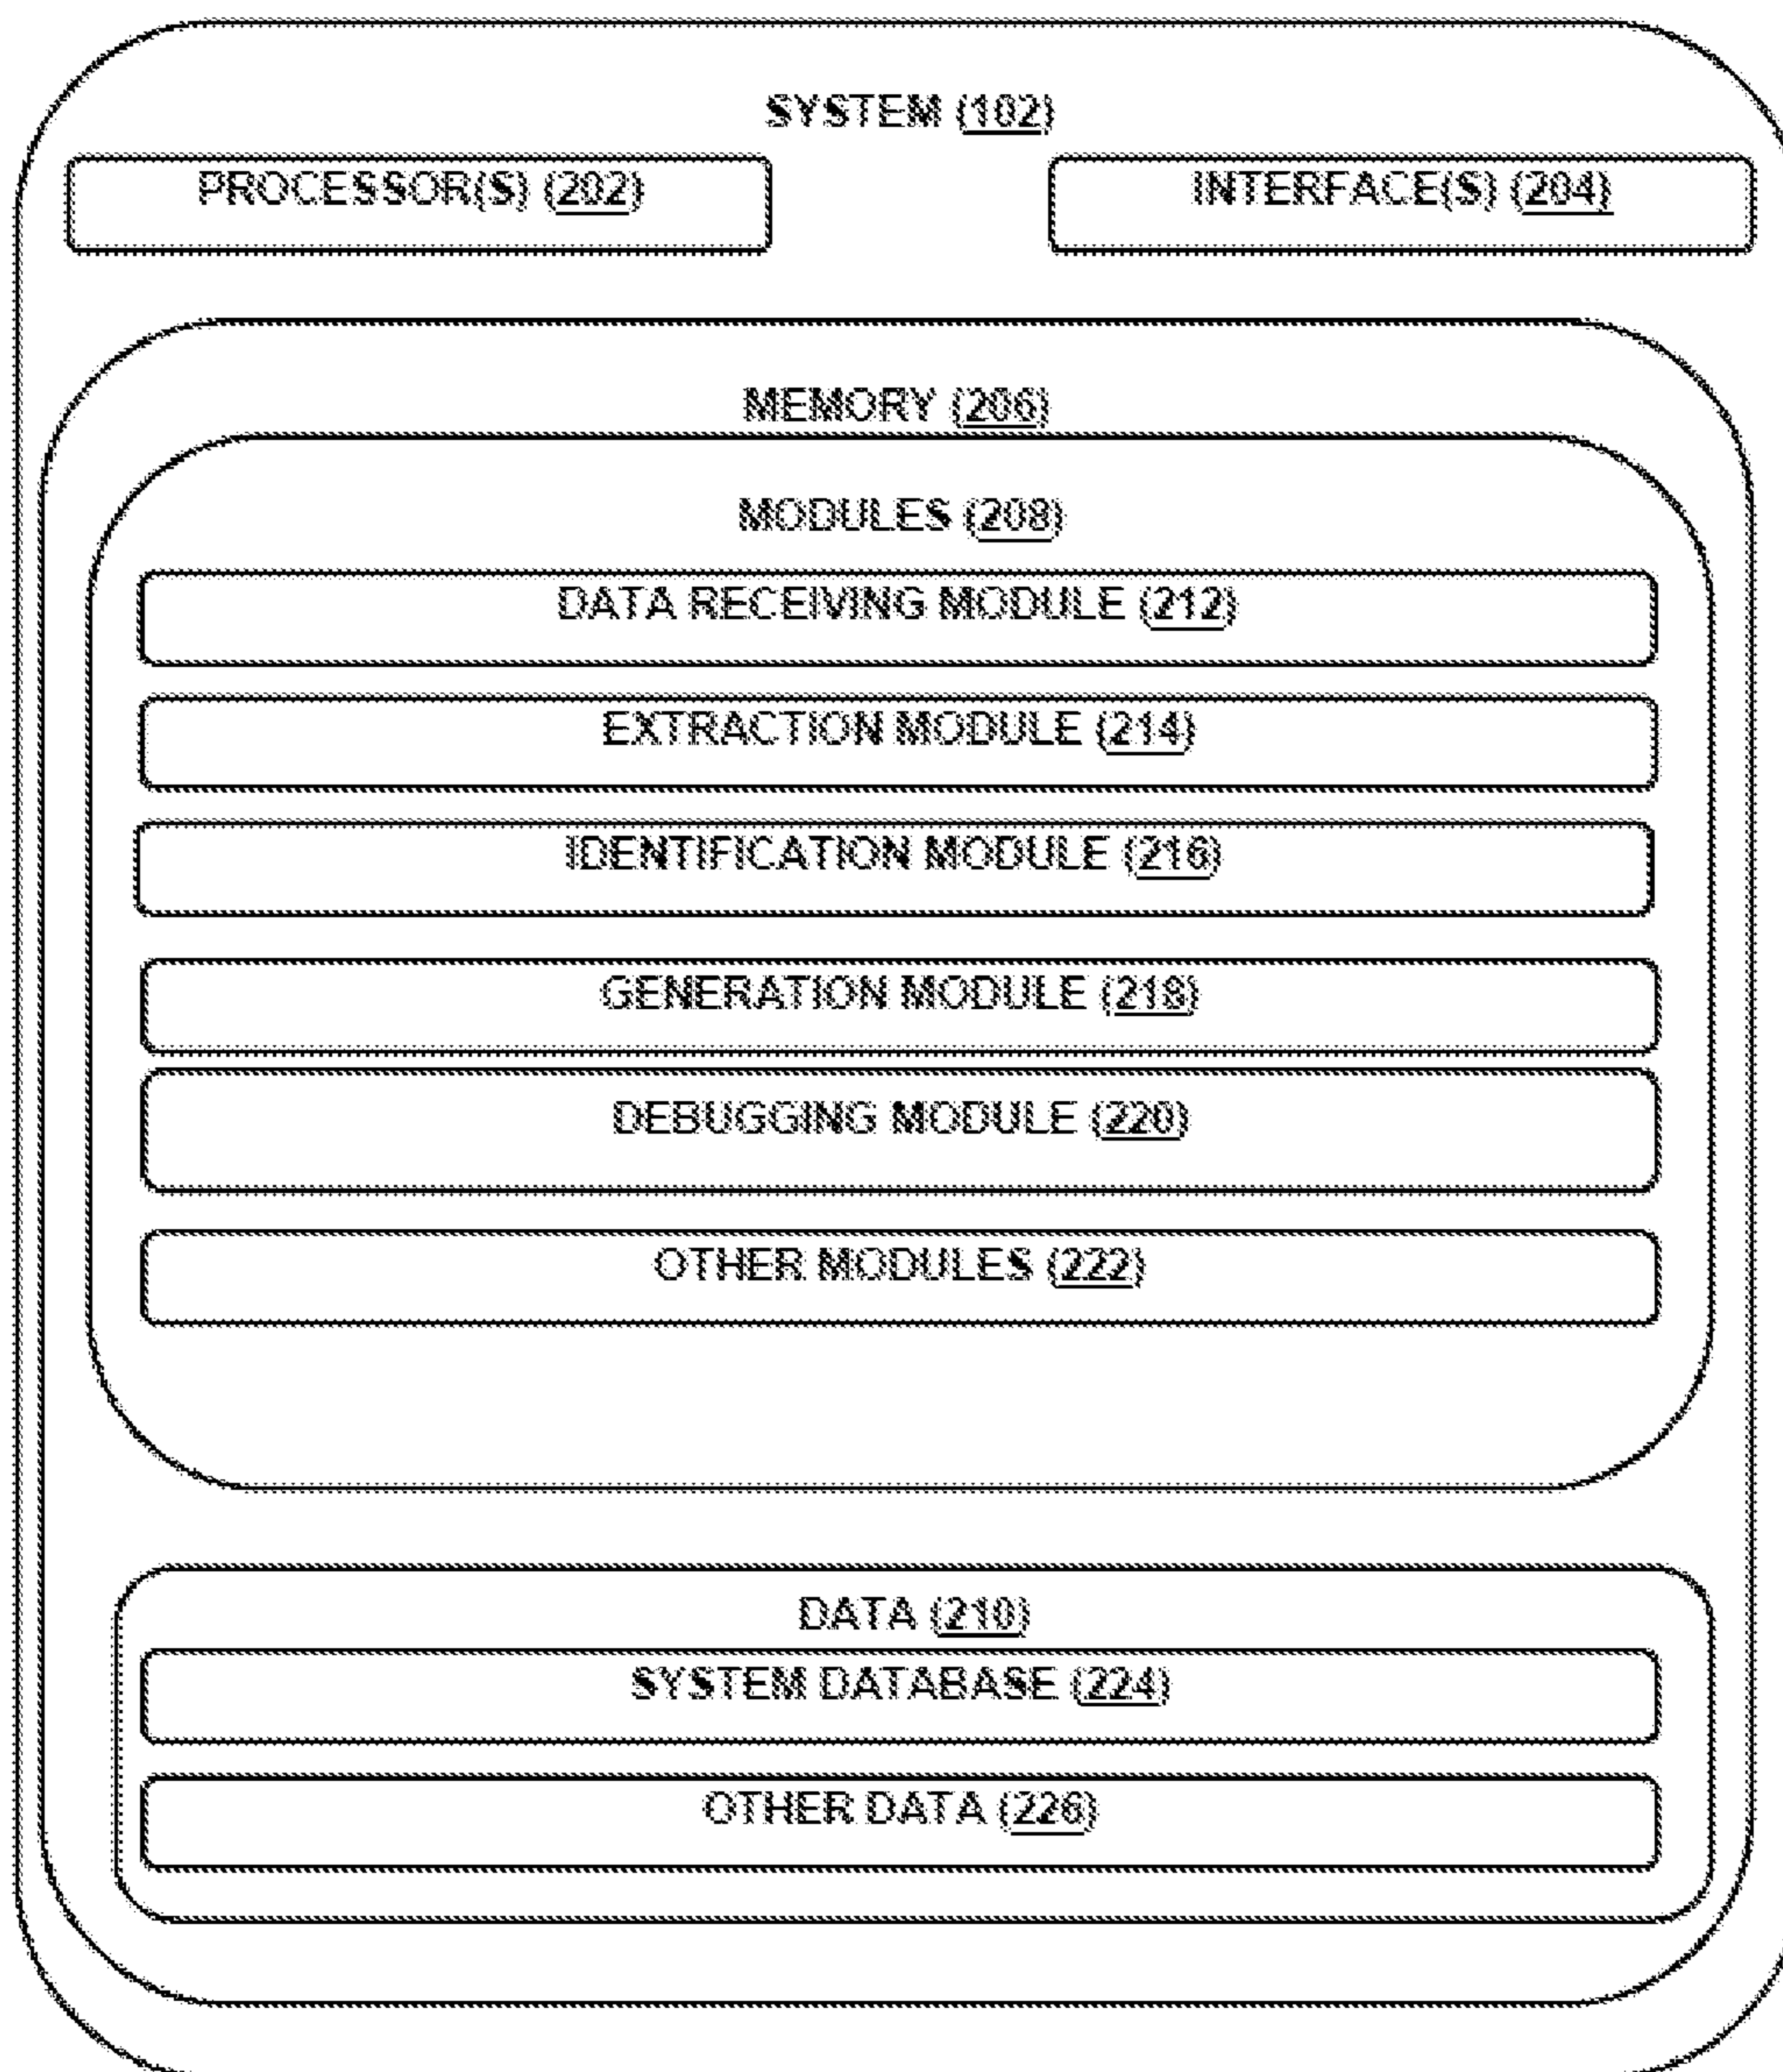 SYSTEM (102)
PROCESSOR(S) (202)
INTERFACE(S) (204)
MEMORY (206)
MODULES (208)
DATA RECEIVING MODULE (212)
EXTRACTION MODULE (214)
IDENTIFICATION MODULE (216)
GENERATION MODULE (218)
DEBUGGING MODULE (220)
OTHER MODULES (222)
DATA (210)
SYSTEM DATABASE (224)
OTHER DATA (226)